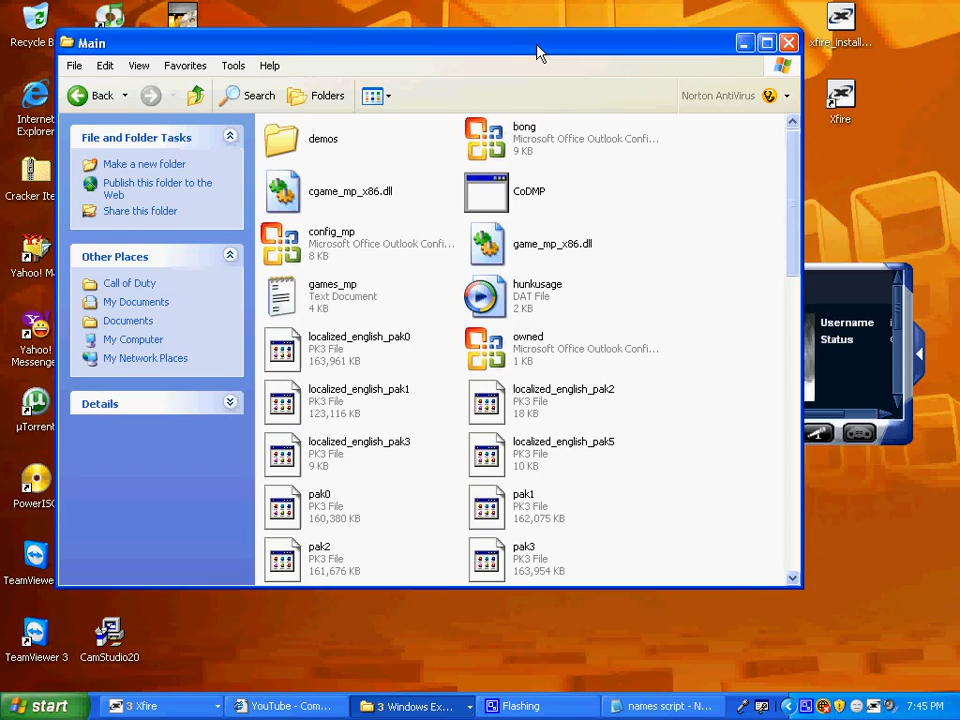 Recycle B
xfire_install...
Main
File Edit View Favorites Tools Help
Back Search Folders Norton AntiVirus
Internet
Explorer
Xfire
File and Folder Tasks
Make a new folder
Publish this folder to the
Web
Share this folder
Other Places
Call of Duty
My Documents
Documents
My Computer
My Network Places
Details
demos
bong
Microsoft Office Outlook Confi...
9 KB
cgame_mp_x86.dll
CoDMP
config_mp
Microsoft Office Outlook Confi...
8 KB
game_mp_x86.dll
games_mp
Text Document
4 KB
hunkusage
DAT File
2 KB
localized_english_pak0
PK3 File
163,961 KB
owned
Microsoft Office Outlook Confi...
1 KB
localized_english_pak1
PK3 File
123,116 KB
localized_english_pak2
PK3 File
18 KB
localized_english_pak3
PK3 File
9 KB
localized_english_pak5
PK3 File
10 KB
pak0
PK3 File
160,380 KB
pak1
PK3 File
162,075 KB
pak2
PK3 File
161,676 KB
pak3
PK3 File
163,954 KB
Cracker Ite
Yahoo! M
Yahoo!
Messenge
µTorrent
PowerISO
TeamViewer
TeamViewer 3
CamStudio20
Username
Status
start
3 Xfire
YouTube - Com...
3 Windows Ex...
Flashing
names script - N...
7:45 PM